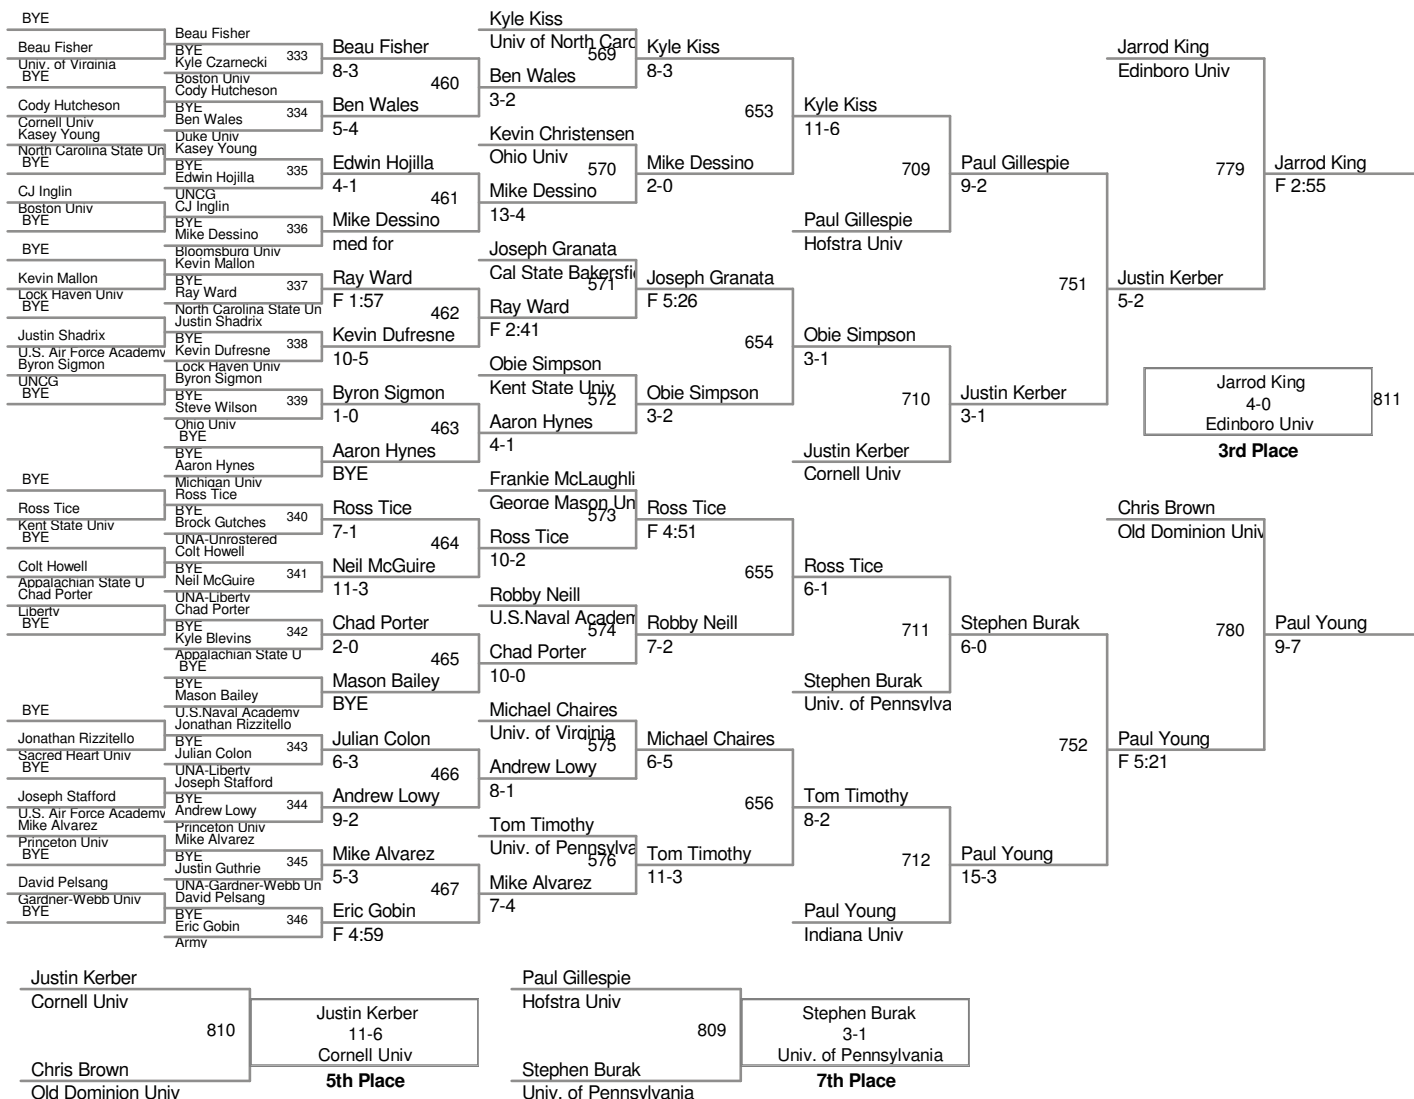 BYE
Beau Fisher
Univ. of Virginia
BYE
Cody Hutcheson
Cornell Univ
Kasey Young
North Carolina State Un
BYE
CJ Inglin
Boston Univ
BYE
BYE
Kevin Mallon
Lock Haven Univ
BYE
Justin Shadrix
U.S. Air Force Academy
Byron Sigmon
UNCG
BYE
BYE
Ross Tice
Kent State Univ
BYE
Colt Howell
Appalachian State U
Chad Porter
Liberty
BYE
BYE
Jonathan Rizzitello
Sacred Heart Univ
BYE
Joseph Stafford
U.S. Air Force Academy
Mike Alvarez
Princeton Univ
BYE
David Pelsang
Gardner-Webb Univ
BYE
Beau Fisher
BYE
Kyle Czarnecki
333
Boston Univ
Cody Hutcheson
BYE
Ben Wales
334
Duke Univ
Kasey Young
BYE
Edwin Hojilla
335
UNCG
CJ Inglin
BYE
Mike Dessino
336
Bloomsburg Univ
Kevin Mallon
BYE
Ray Ward
337
North Carolina State Un
Justin Shadrix
BYE
Kevin Dufresne
338
Lock Haven Univ
Byron Sigmon
BYE
Steve Wilson
339
Ohio Univ
BYE
BYE
Aaron Hynes
Michigan Univ
Ross Tice
BYE
Brock Gutches
340
UNA-Unrostered
Colt Howell
BYE
Neil McGuire
341
UNA-Liberty
Chad Porter
BYE
Kyle Blevins
342
Appalachian State U
BYE
BYE
Mason Bailey
U.S.Naval Academy
Jonathan Rizzitello
BYE
Julian Colon
343
UNA-Liberty
Joseph Stafford
BYE
Andrew Lowy
344
Princeton Univ
Mike Alvarez
BYE
Justin Guthrie
345
UNA-Gardner-Webb Un
David Pelsang
BYE
Eric Gobin
346
Army
Beau Fisher
8-3
460
Ben Wales
5-4
Edwin Hojilla
4-1
461
Mike Dessino
med for
Ray Ward
F 1:57
462
Kevin Dufresne
10-5
Byron Sigmon
1-0
463
Aaron Hynes
BYE
Ross Tice
7-1
464
Neil McGuire
11-3
Chad Porter
2-0
465
Mason Bailey
BYE
Julian Colon
6-3
466
Andrew Lowy
9-2
Mike Alvarez
5-3
467
Eric Gobin
F 4:59
Kyle Kiss
Univ of North Caro
569
Ben Wales
3-2
Kevin Christensen
Ohio Univ
570
Mike Dessino
13-4
Joseph Granata
Cal State Bakersfi
571
Ray Ward
F 2:41
Obie Simpson
Kent State Univ
572
Aaron Hynes
4-1
Frankie McLaughli
George Mason Un
573
Ross Tice
10-2
Robby Neill
U.S.Naval Academ
574
Chad Porter
10-0
Michael Chaires
Univ. of Virginia
575
Andrew Lowy
8-1
Tom Timothy
Univ. of Pennsylva
576
Mike Alvarez
7-4
Kyle Kiss
8-3
653
Mike Dessino
2-0
Joseph Granata
F 5:26
654
Obie Simpson
3-2
Ross Tice
F 4:51
655
Robby Neill
7-2
Michael Chaires
6-5
656
Tom Timothy
11-3
Kyle Kiss
11-6
709
Paul Gillespie
Hofstra Univ
Obie Simpson
3-1
710
Justin Kerber
Cornell Univ
Ross Tice
6-1
711
Stephen Burak
Univ. of Pennsylva
Tom Timothy
8-2
712
Paul Young
Indiana Univ
Paul Gillespie
9-2
751
Justin Kerber
3-1
Stephen Burak
6-0
752
Paul Young
15-3
Jarrod King
Edinboro Univ
779
Justin Kerber
5-2
Chris Brown
Old Dominion Univ
780
Paul Young
F 5:21
Jarrod King
F 2:55
Jarrod King
4-0
Edinboro Univ
811
3rd Place
Paul Young
9-7
Justin Kerber
Cornell Univ
810
Chris Brown
Old Dominion Univ
Justin Kerber
11-6
Cornell Univ
5th Place
Paul Gillespie
Hofstra Univ
809
Stephen Burak
Univ. of Pennsylvania
Stephen Burak
3-1
Univ. of Pennsylvania
7th Place